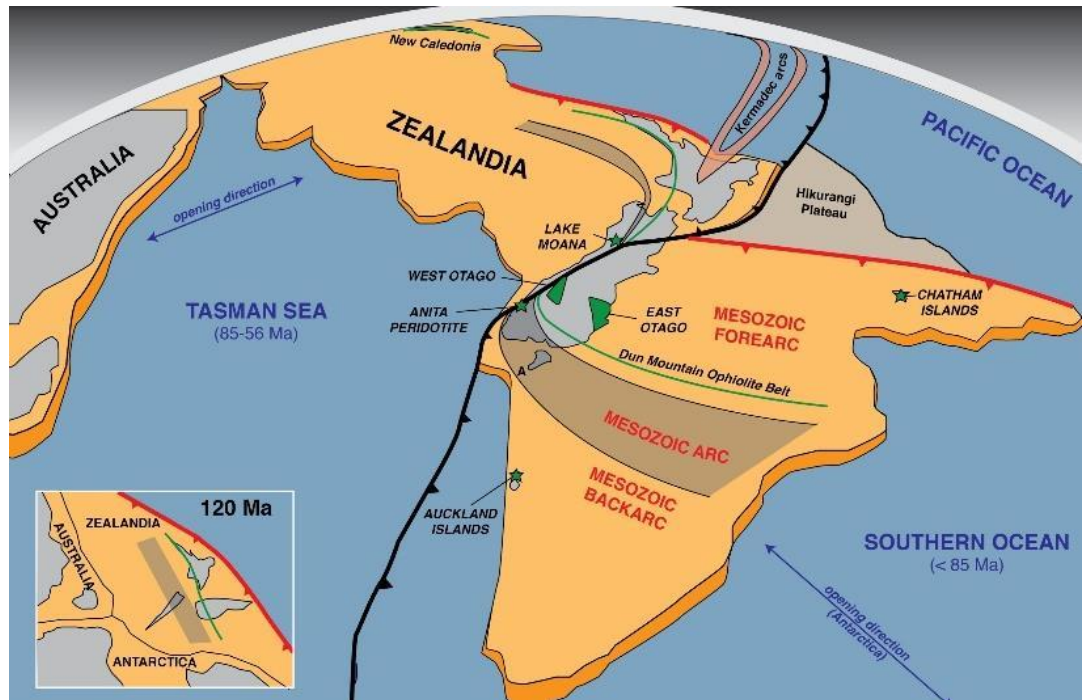 New Caledonia
Kermadec arcs
PACIFIC OCEAN
ZEALANDIA
AUSTRALIA
opening direction
Hikurangi
Plateau
LAKE
MOANA
WEST OTAGO
CHATHAM
ISLANDS
TASMAN SEA
(85-56 Ma)
ANITA
PERIDOTITE
EAST
OTAGO
MESOZOIC
FOREARC
Dun Mountain Ophiolite Belt
A
MESOZOIC ARC
MESOZOIC
BACKARC
AUCKLAND
ISLANDS
SOUTHERN OCEAN
(< 85 Ma)
opening direction
(Antarctica)
120 Ma
ZEALANDIA
AUSTRALIA
ANTARCTICA